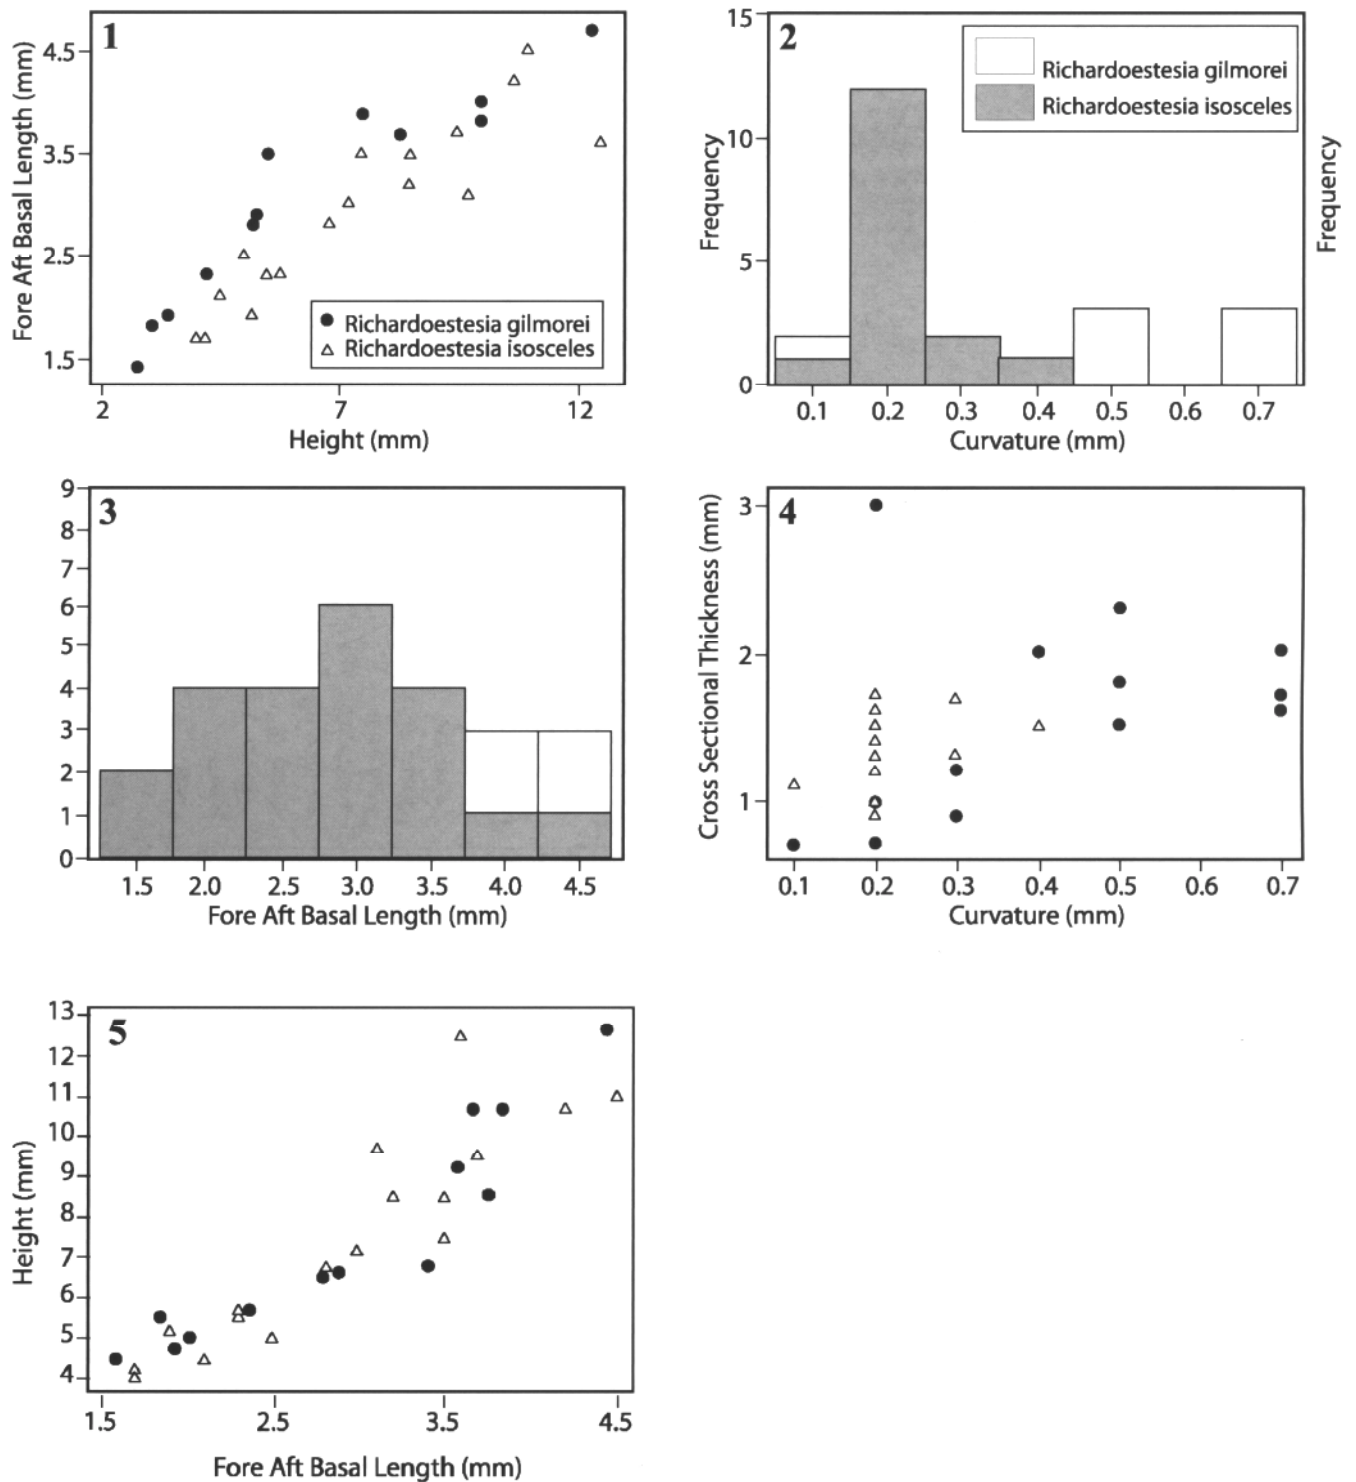 1
Fore Aft Basal Length (mm)
4.5
3.5
2.5
1.5
Richardoestesia gilmorei
Richardoestesia isosceles
2 7 12
Height (mm)
2
Frequency
15
10
5
0
Richardoestesia gilmorei
Richardoestesia isosceles
0.1 0.2 0.3 0.4 0.5 0.6 0.7
Curvature (mm)
Frequency
3
9
8
7
6
5
4
3
2
1
0
1.5 2.0 2.5 3.0 3.5 4.0 4.5
Fore Aft Basal Length (mm)
4
Cross Sectional Thickness (mm)
3
2
1
0.1 0.2 0.3 0.4 0.5 0.6 0.7
Curvature (mm)
5
Height (mm)
13
12
11
10
9
8
7
6
5
4
1.5 2.5 3.5 4.5
Fore Aft Basal Length (mm)